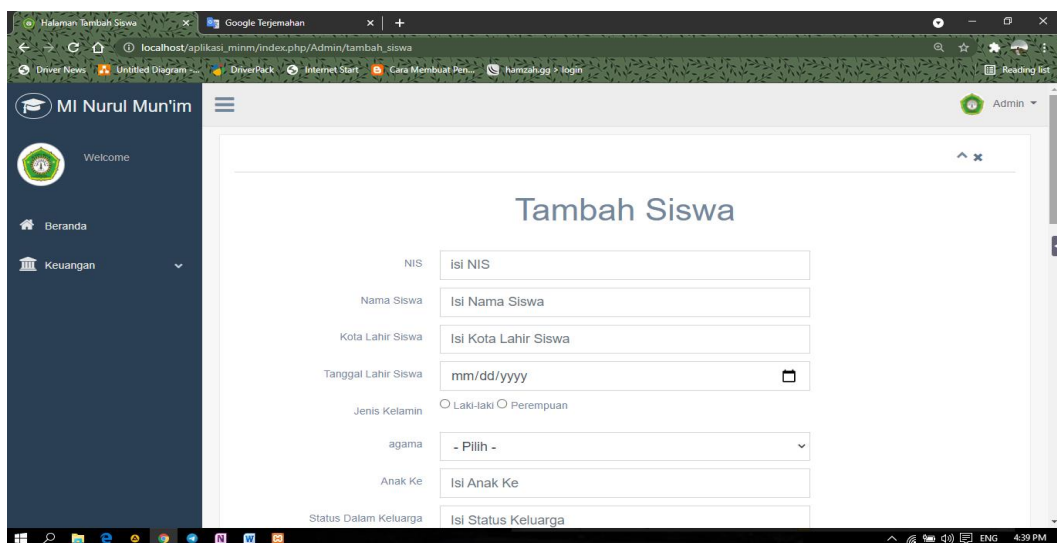 Halaman Tambah Siswa × Google Terjemahan × +
localhost/aplikasi_minm/index.php/Admin/tambah_siswa
Driver News Untitled Diagram -... DriverPack Internet Start Cara Membuat Pen... hamzah.gg > login Reading list
MI Nurul Mun'im Admin
Welcome
Beranda
Keuangan
Tambah Siswa
NIS isi NIS
Nama Siswa Isi Nama Siswa
Kota Lahir Siswa Isi Kota Lahir Siswa
Tanggal Lahir Siswa mm/dd/yyyy
Jenis Kelamin Laki-laki Perempuan
agama - Pilih -
Anak Ke Isi Anak Ke
Status Dalam Keluarga Isi Status Keluarga
ENG 4:39 PM